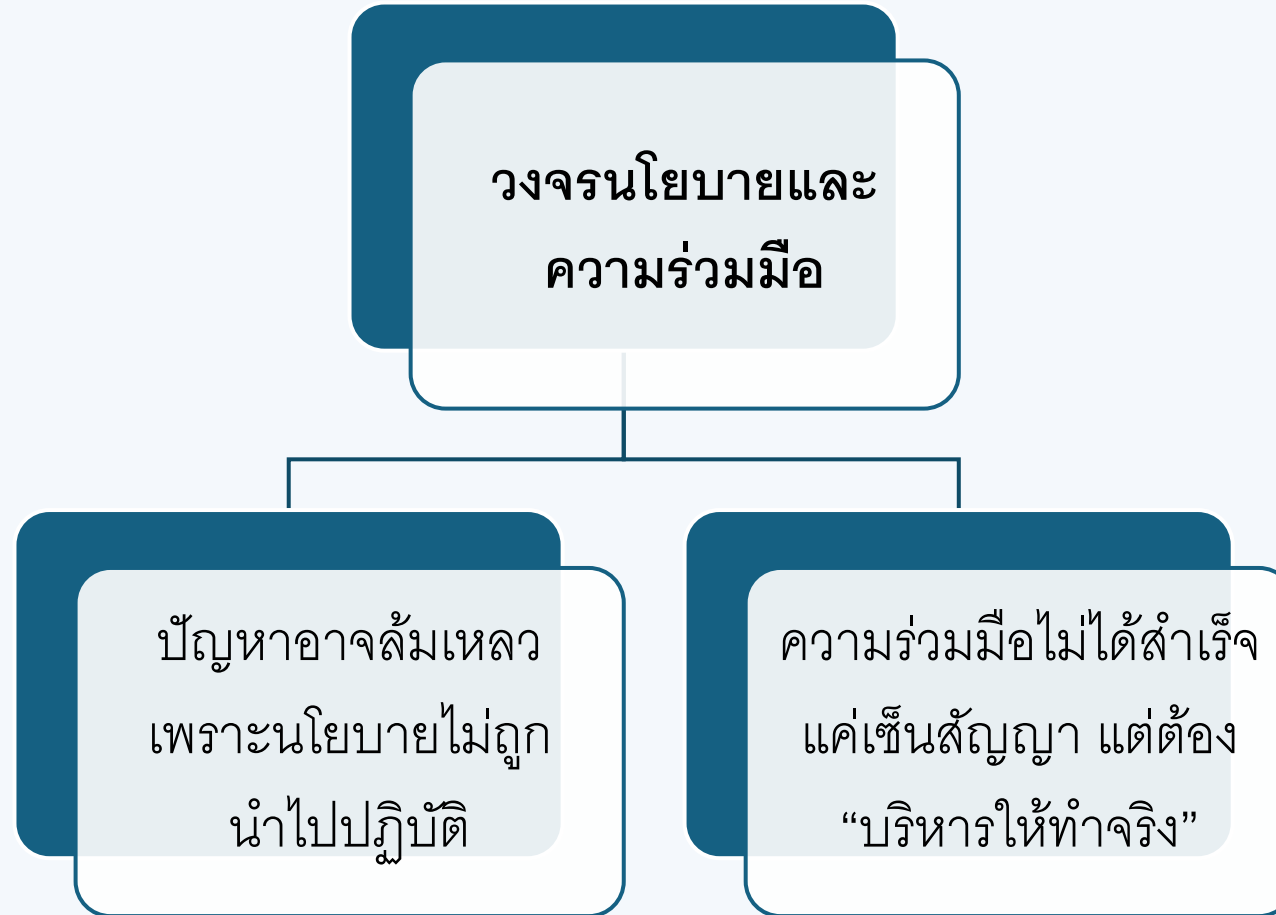 วงจรนโยบายและ
ความร่วมมือ
ปัญหาอาจล้มเหลว
เพราะนโยบายไม่ถูก
นำไปปฏิบัติ
ความร่วมมือไม่ได้สำเร็จ
แค่เซ็นสัญญา แต่ต้อง
“บริหารให้ทำจริง”